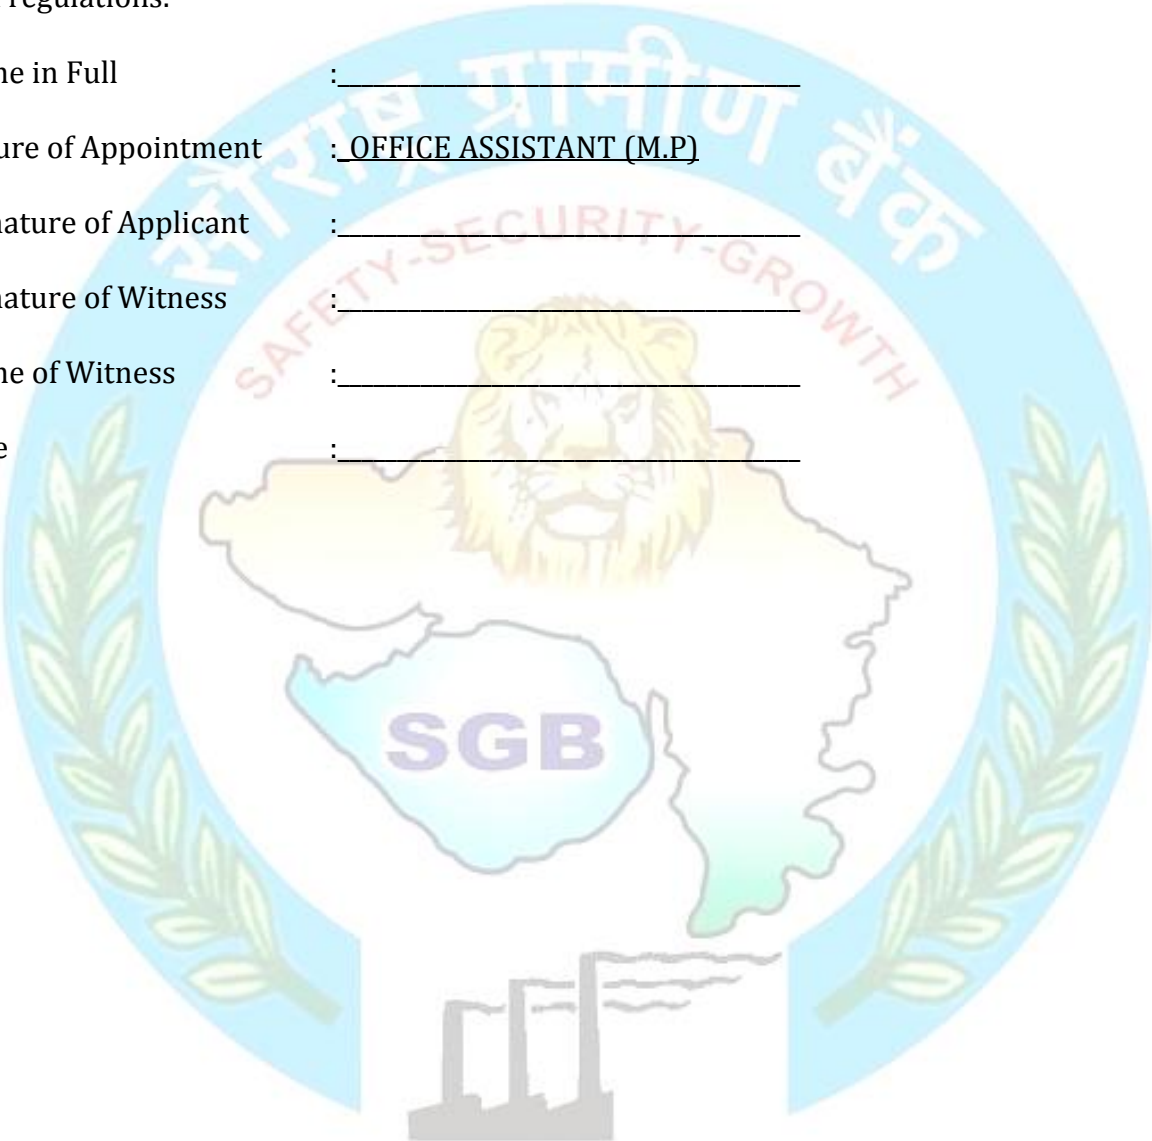 regulations.
ne in Full :
ure of Appointment : OFFICE ASSISTANT (M.P)
nature of Applicant :
nature of Witness :
ne of Witness :
e :
सौराष्ट्र ग्रामीण बैंक
SAFETY-SECURITY-GROWTH
SGB